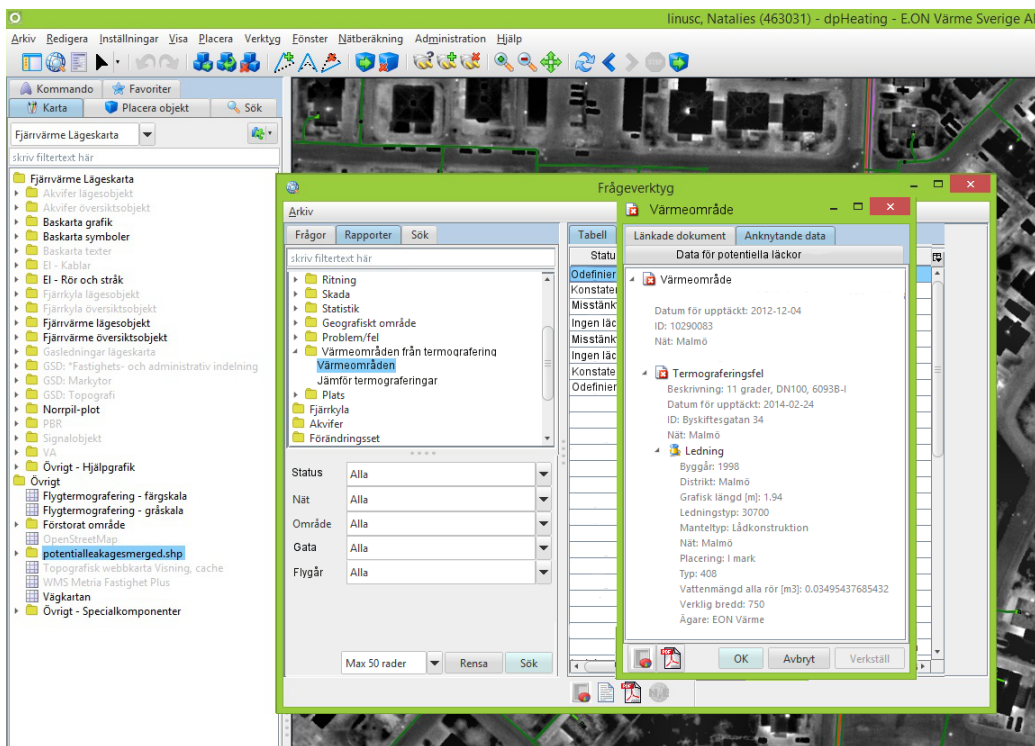 linusc, Natalies (463031) - dpHeating - E.ON Värme Sverige A
Arkiv Redigera Inställningar Visa Placera Verktyg Fönster Nätberäkning Administration Hjälp
Kommando Favoriter
Karta Placera objekt Sök
Fjärrvärme Lägeskarta
skriv filtertext här
Fjärrvärme Lägeskarta
Akvifer lägesobjekt
Akvifer översiktsobjekt
Baskarta grafik
Baskarta symboler
Baskarta texter
El - Kablar
El - Rör och stråk
Fjärrkyla lägesobjekt
Fjärrkyla översiktsobjekt
Fjärrvärme lägesobjekt
Fjärrvärme översiktsobjekt
Gasledningar lägeskarta
GSD: *Fastighets- och administrativ indelning
GSD: Markytor
GSD: Topografi
Norrpil-plot
PBR
Signalobjekt
VA
Övrigt - Hjälpgrafik
Övrigt
Flygtermografering - färgskala
Flygtermografering - gråskala
Förstorat område
OpenStreetMap
potentialleakagesmerged.shp
Topografisk webbkarta Visning, cache
WMS Metria Fastighet Plus
Vägkartan
Övrigt - Specialkomponenter
Frågeverktyg
Arkiv
Frågor Rapporter Sök
skriv filtertext här
Ritning
Skada
Statistik
Geografiskt område
Problem/fel
Värmeområden från termografering
Värmeområden
Jämför termograferingar
Plats
Fjärrkyla
Akvifer
Förändringsset
Status Alla
Nät Alla
Område Alla
Gata Alla
Flygår Alla
Max 50 rader Rensa Sök
Tabell
Statu
Odefinier
Konstater
Misstänk
Ingen läc
Misstänk
Ingen läc
Konstate
Odefinier
Värmeområde
Länkade dokument Anknytande data
Data för potentiella läckor
Värmeområde
Datum för upptäckt: 2012-12-04
ID: 10290083
Nät: Malmö
Termograferingsfel
Beskrivning: 11 grader, DN100, 6093B-I
Datum för upptäckt: 2014-02-24
ID: Byskiftesgatan 34
Nät: Malmö
Ledning
Byggår: 1998
Distrikt: Malmö
Grafisk längd [m]: 1.94
Ledningstyp: 30700
Manteltyp: Lådkonstruktion
Nät: Malmö
Placering: I mark
Typ: 408
Vattenmängd alla rör [m3]: 0.03495437685432
Verklig bredd: 750
Ägare: EON Värme
OK Avbryt Verkställ